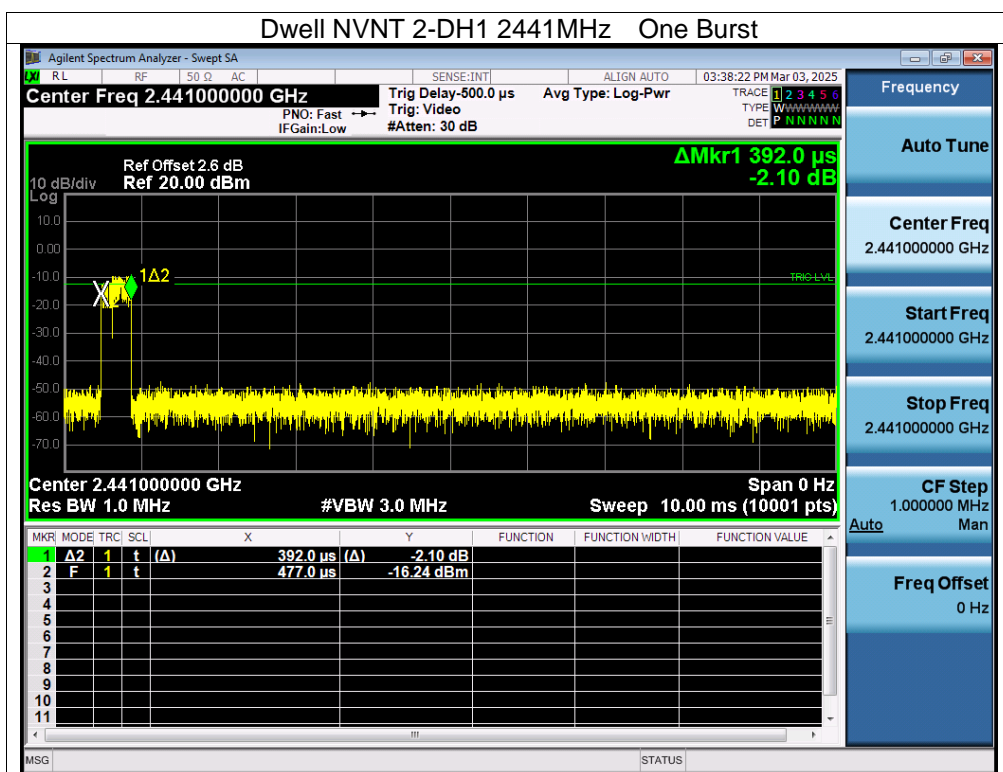 Dwell NVNT 2-DH1 2441MHz One Burst
Agilent Spectrum Analyzer - Swept SA
LXI RL RF 50 Ω AC SENSE:INT ALIGN AUTO 03:38:22 PM Mar 03, 2025
Center Freq 2.441000000 GHz
PNO: Fast
IFGain:Low
Trig Delay-500.0 µs
Trig: Video
#Atten: 30 dB
Avg Type: Log-Pwr
TRACE 1 2 3 4 5 6
TYPE WWWWWWW
DET P N N N N N
Frequency
ΔMkr1 392.0 µs
-2.10 dB
Ref Offset 2.6 dB
10 dB/div Ref 20.00 dBm
Log
10.0
0.00
-10.0
-20.0
-30.0
-40.0
-50.0
-60.0
-70.0
1Δ2
TRIG LVL
Center 2.441000000 GHz Span 0 Hz
Res BW 1.0 MHz #VBW 3.0 MHz Sweep 10.00 ms (10001 pts)
MKR MODE TRC SCL X Y FUNCTION FUNCTION WIDTH FUNCTION VALUE
1 Δ2 1 t (Δ) 392.0 µs (Δ) -2.10 dB
2 F 1 t 477.0 µs -16.24 dBm
3
4
5
6
7
8
9
10
11
MSG STATUS
Auto Tune
Center Freq
2.441000000 GHz
Start Freq
2.441000000 GHz
Stop Freq
2.441000000 GHz
CF Step
1.000000 MHz
Auto Man
Freq Offset
0 Hz